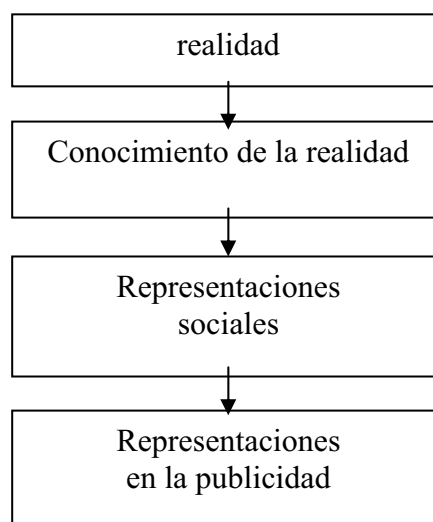 realidad
Conocimiento de la realidad
Representaciones
sociales
Representaciones
en la publicidad